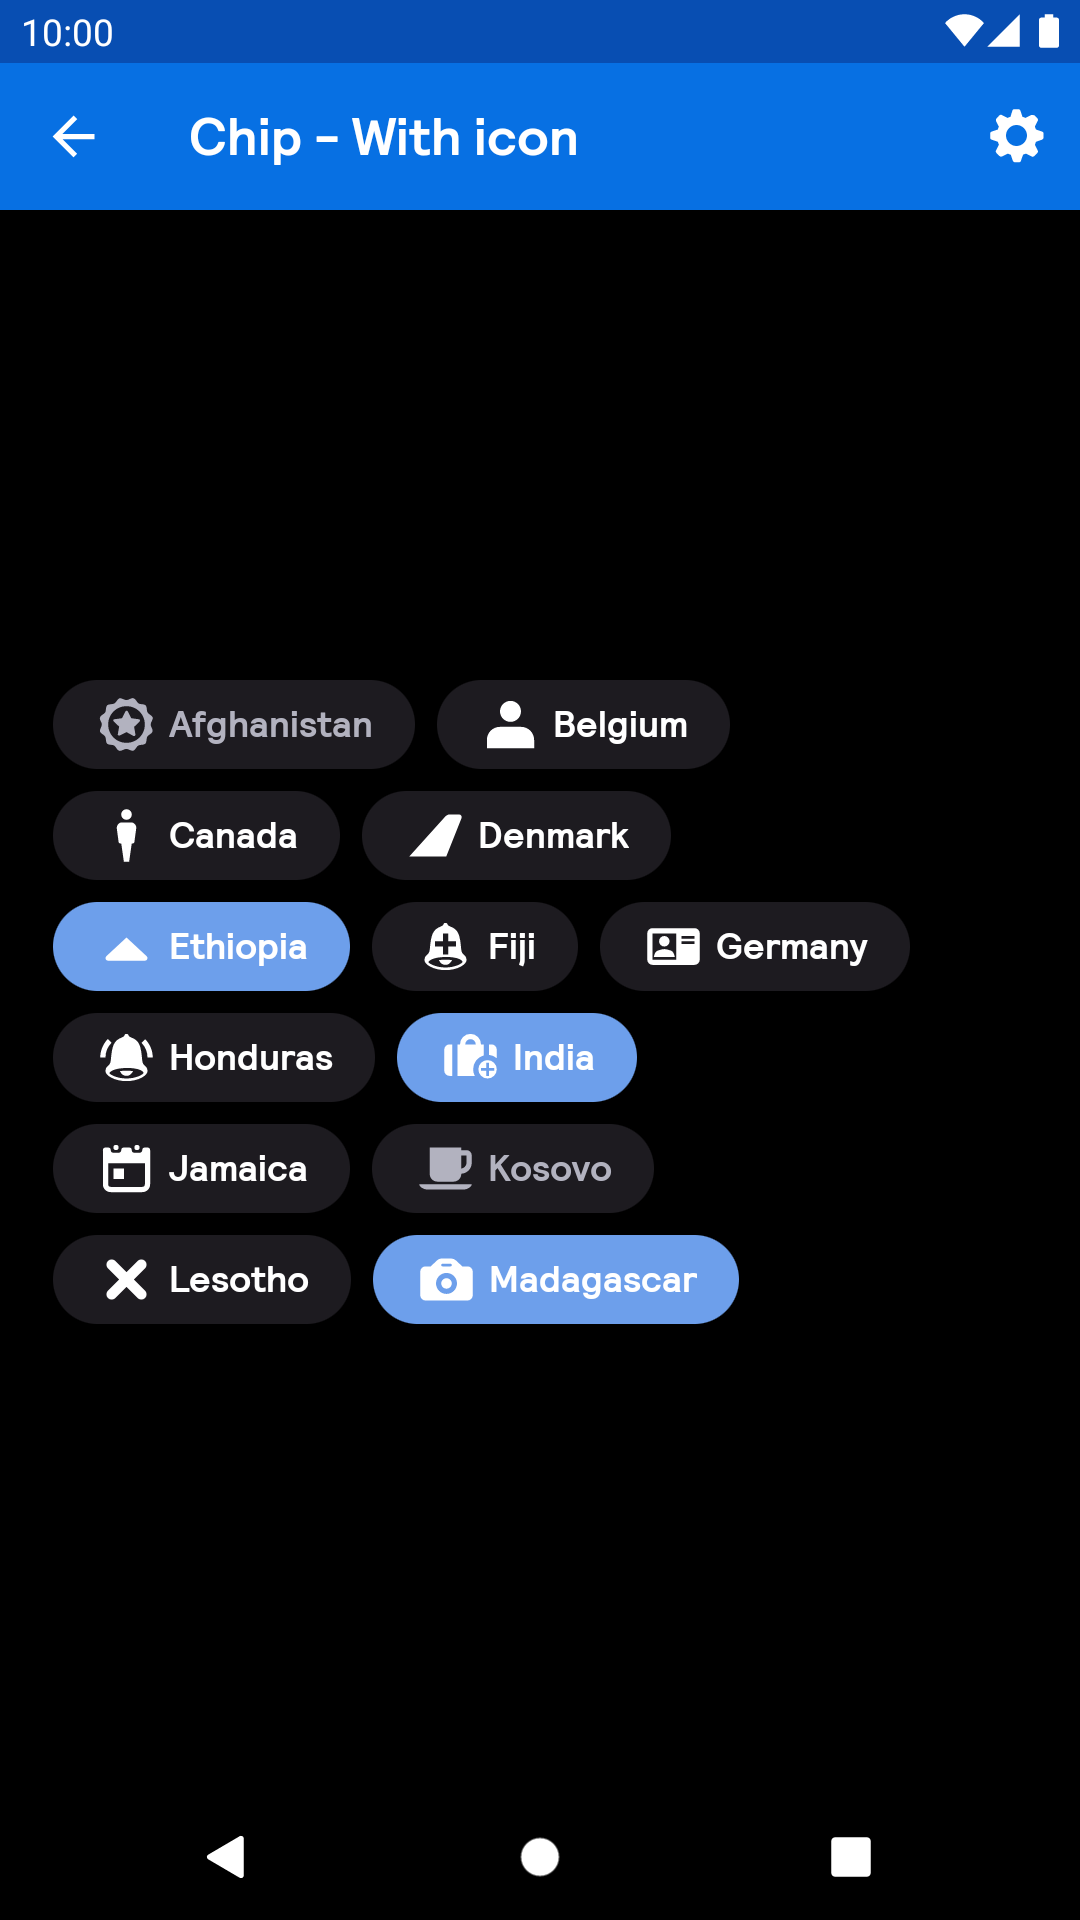 10:00
Chip - With icon
Afghanistan Belgium
Canada Denmark
Ethiopia Fiji Germany
Honduras India
Jamaica Kosovo
Lesotho Madagascar